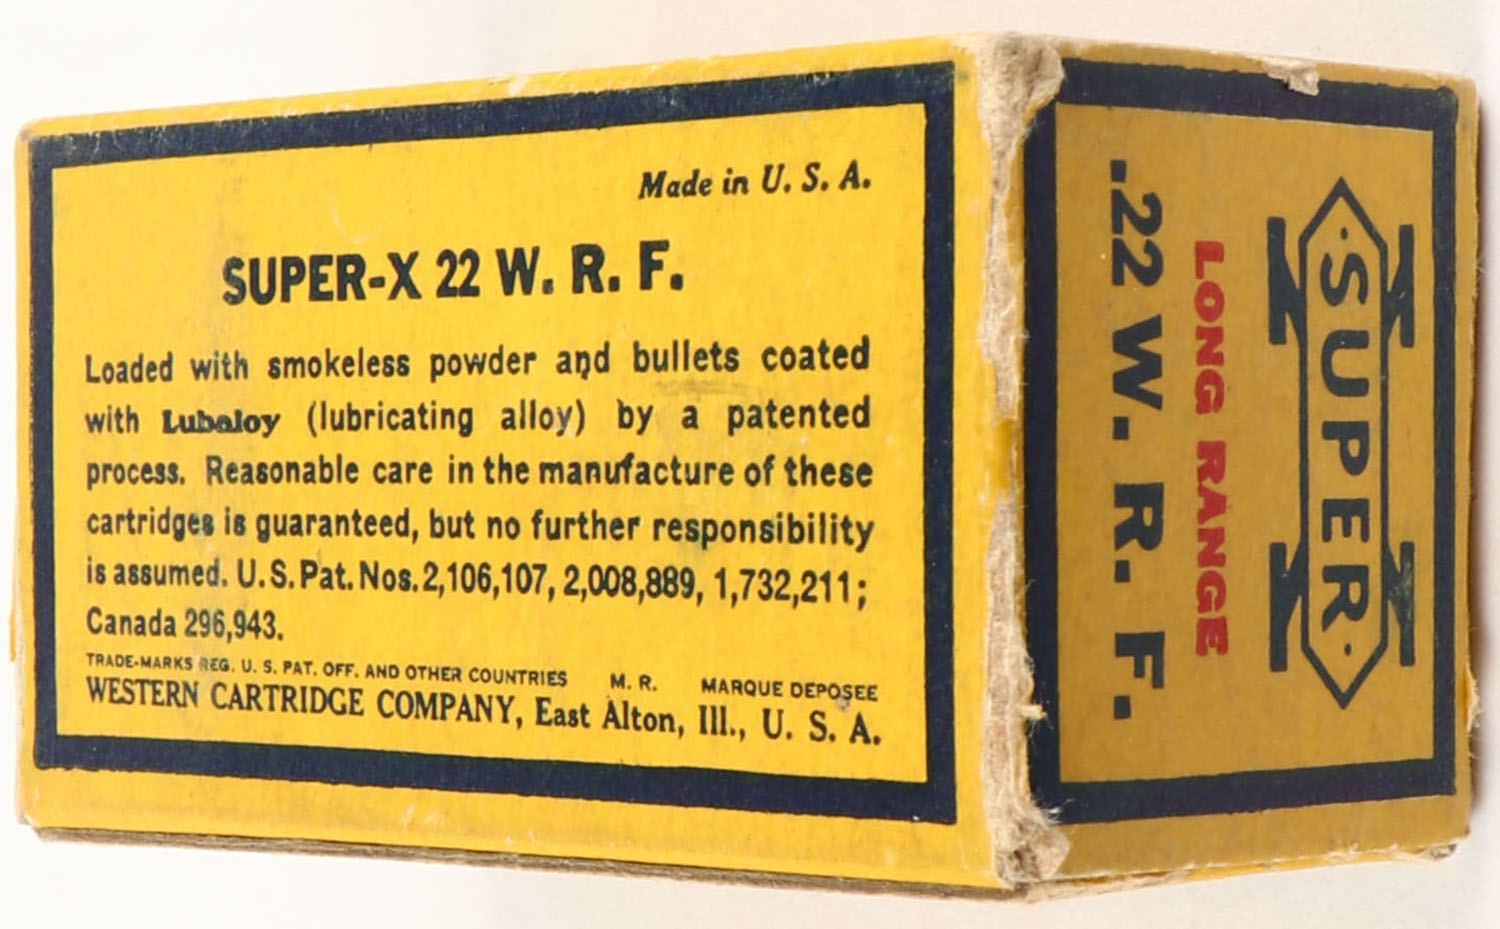 Made in U. S. A.
SUPER-X 22 W. R. F.
Loaded with smokeless powder and bullets coated
with Lubaloy (lubricating alloy) by a patented
process. Reasonable care in the manufacture of these
cartridges is guaranteed, but no further responsibility
is assumed. U.S. Pat. Nos. 2,106,107, 2,008,889, 1,732,211;
Canada 296,943.
TRADE-MARKS REG. U. S. PAT. OFF. AND OTHER COUNTRIES M. R. MARQUE DEPOSEE
WESTERN CARTRIDGE COMPANY, East Alton, Ill., U. S. A.
·SUPER·
X
LONG RANGE
.22 W. R. F.